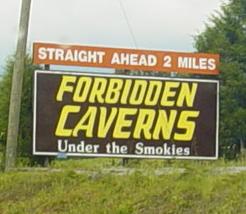 STRAIGHT AHEAD 2 MILES
FORBIDDEN
CAVERNS
Under the Smokies